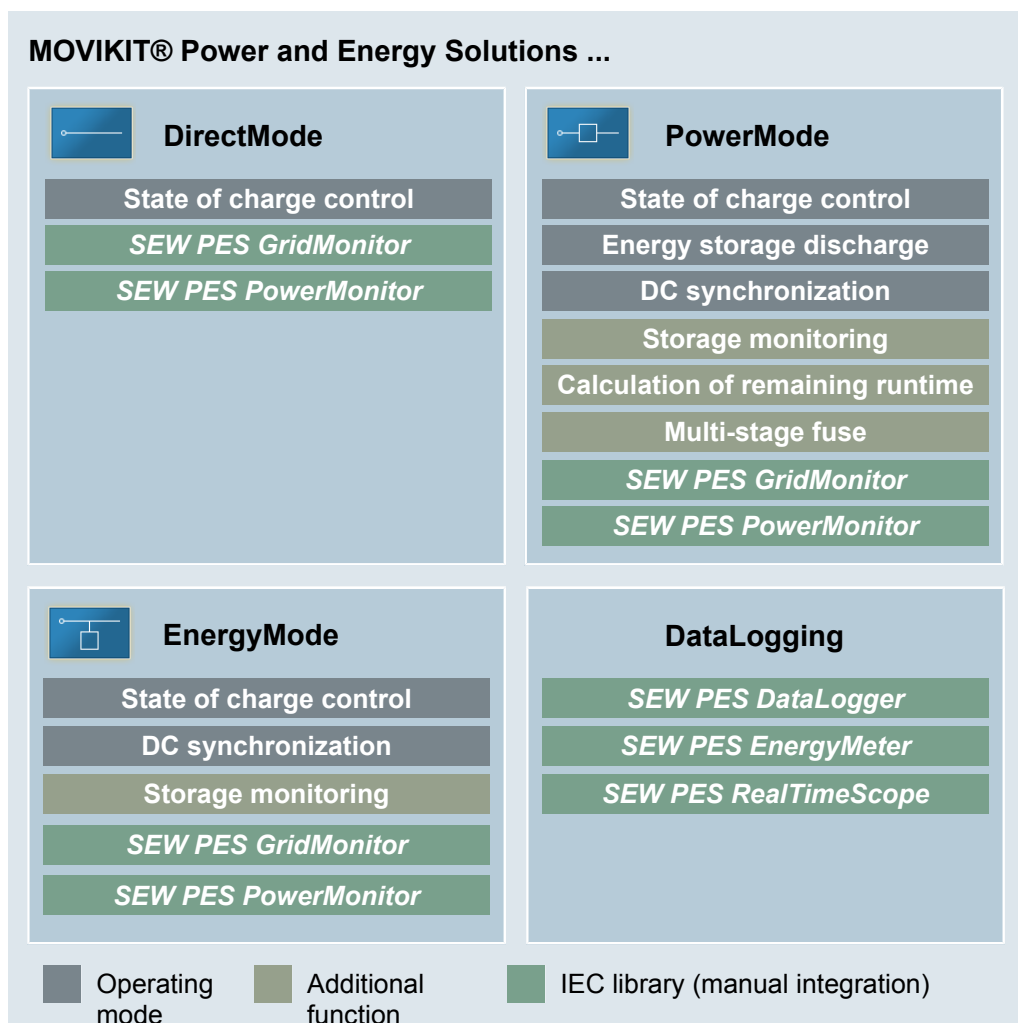 MOVIKIT® Power and Energy Solutions ...
DirectMode
State of charge control
SEW PES GridMonitor
SEW PES PowerMonitor
PowerMode
State of charge control
Energy storage discharge
DC synchronization
Storage monitoring
Calculation of remaining runtime
Multi-stage fuse
SEW PES GridMonitor
SEW PES PowerMonitor
EnergyMode
State of charge control
DC synchronization
Storage monitoring
SEW PES GridMonitor
SEW PES PowerMonitor
DataLogging
SEW PES DataLogger
SEW PES EnergyMeter
SEW PES RealTimeScope
Operating
mode
Additional
function
IEC library (manual integration)